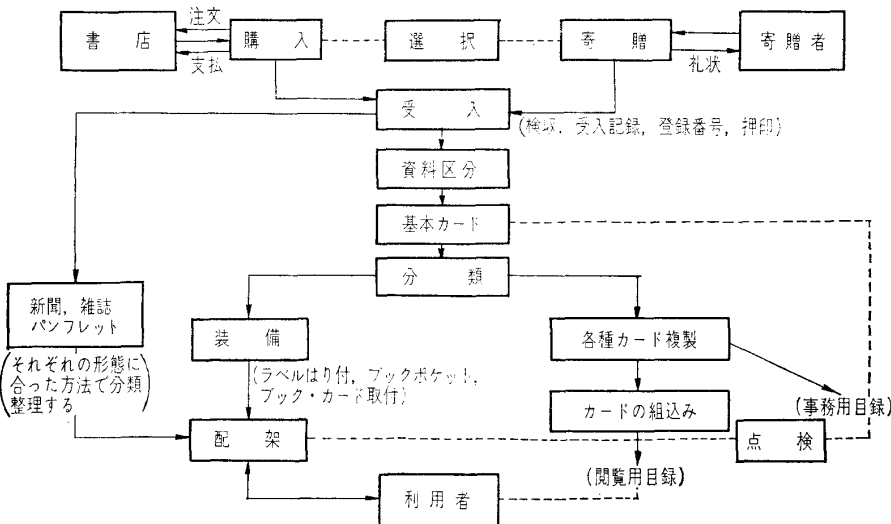 注文
書店
購入
選択
寄贈
寄贈者
支払
礼状
受入
(検収, 受入記録, 登録番号, 押印)
資料区分
基本カード
分類
新聞, 雑誌
パンフレット
装備
各種カード複製
(それぞれの形態に
合った方法で分類
整理する)
(ラベルはり付, ブックポケット,
ブック・カード取付)
カードの組込み
(事務用目録)
配架
点検
(閲覧用目録)
利用者